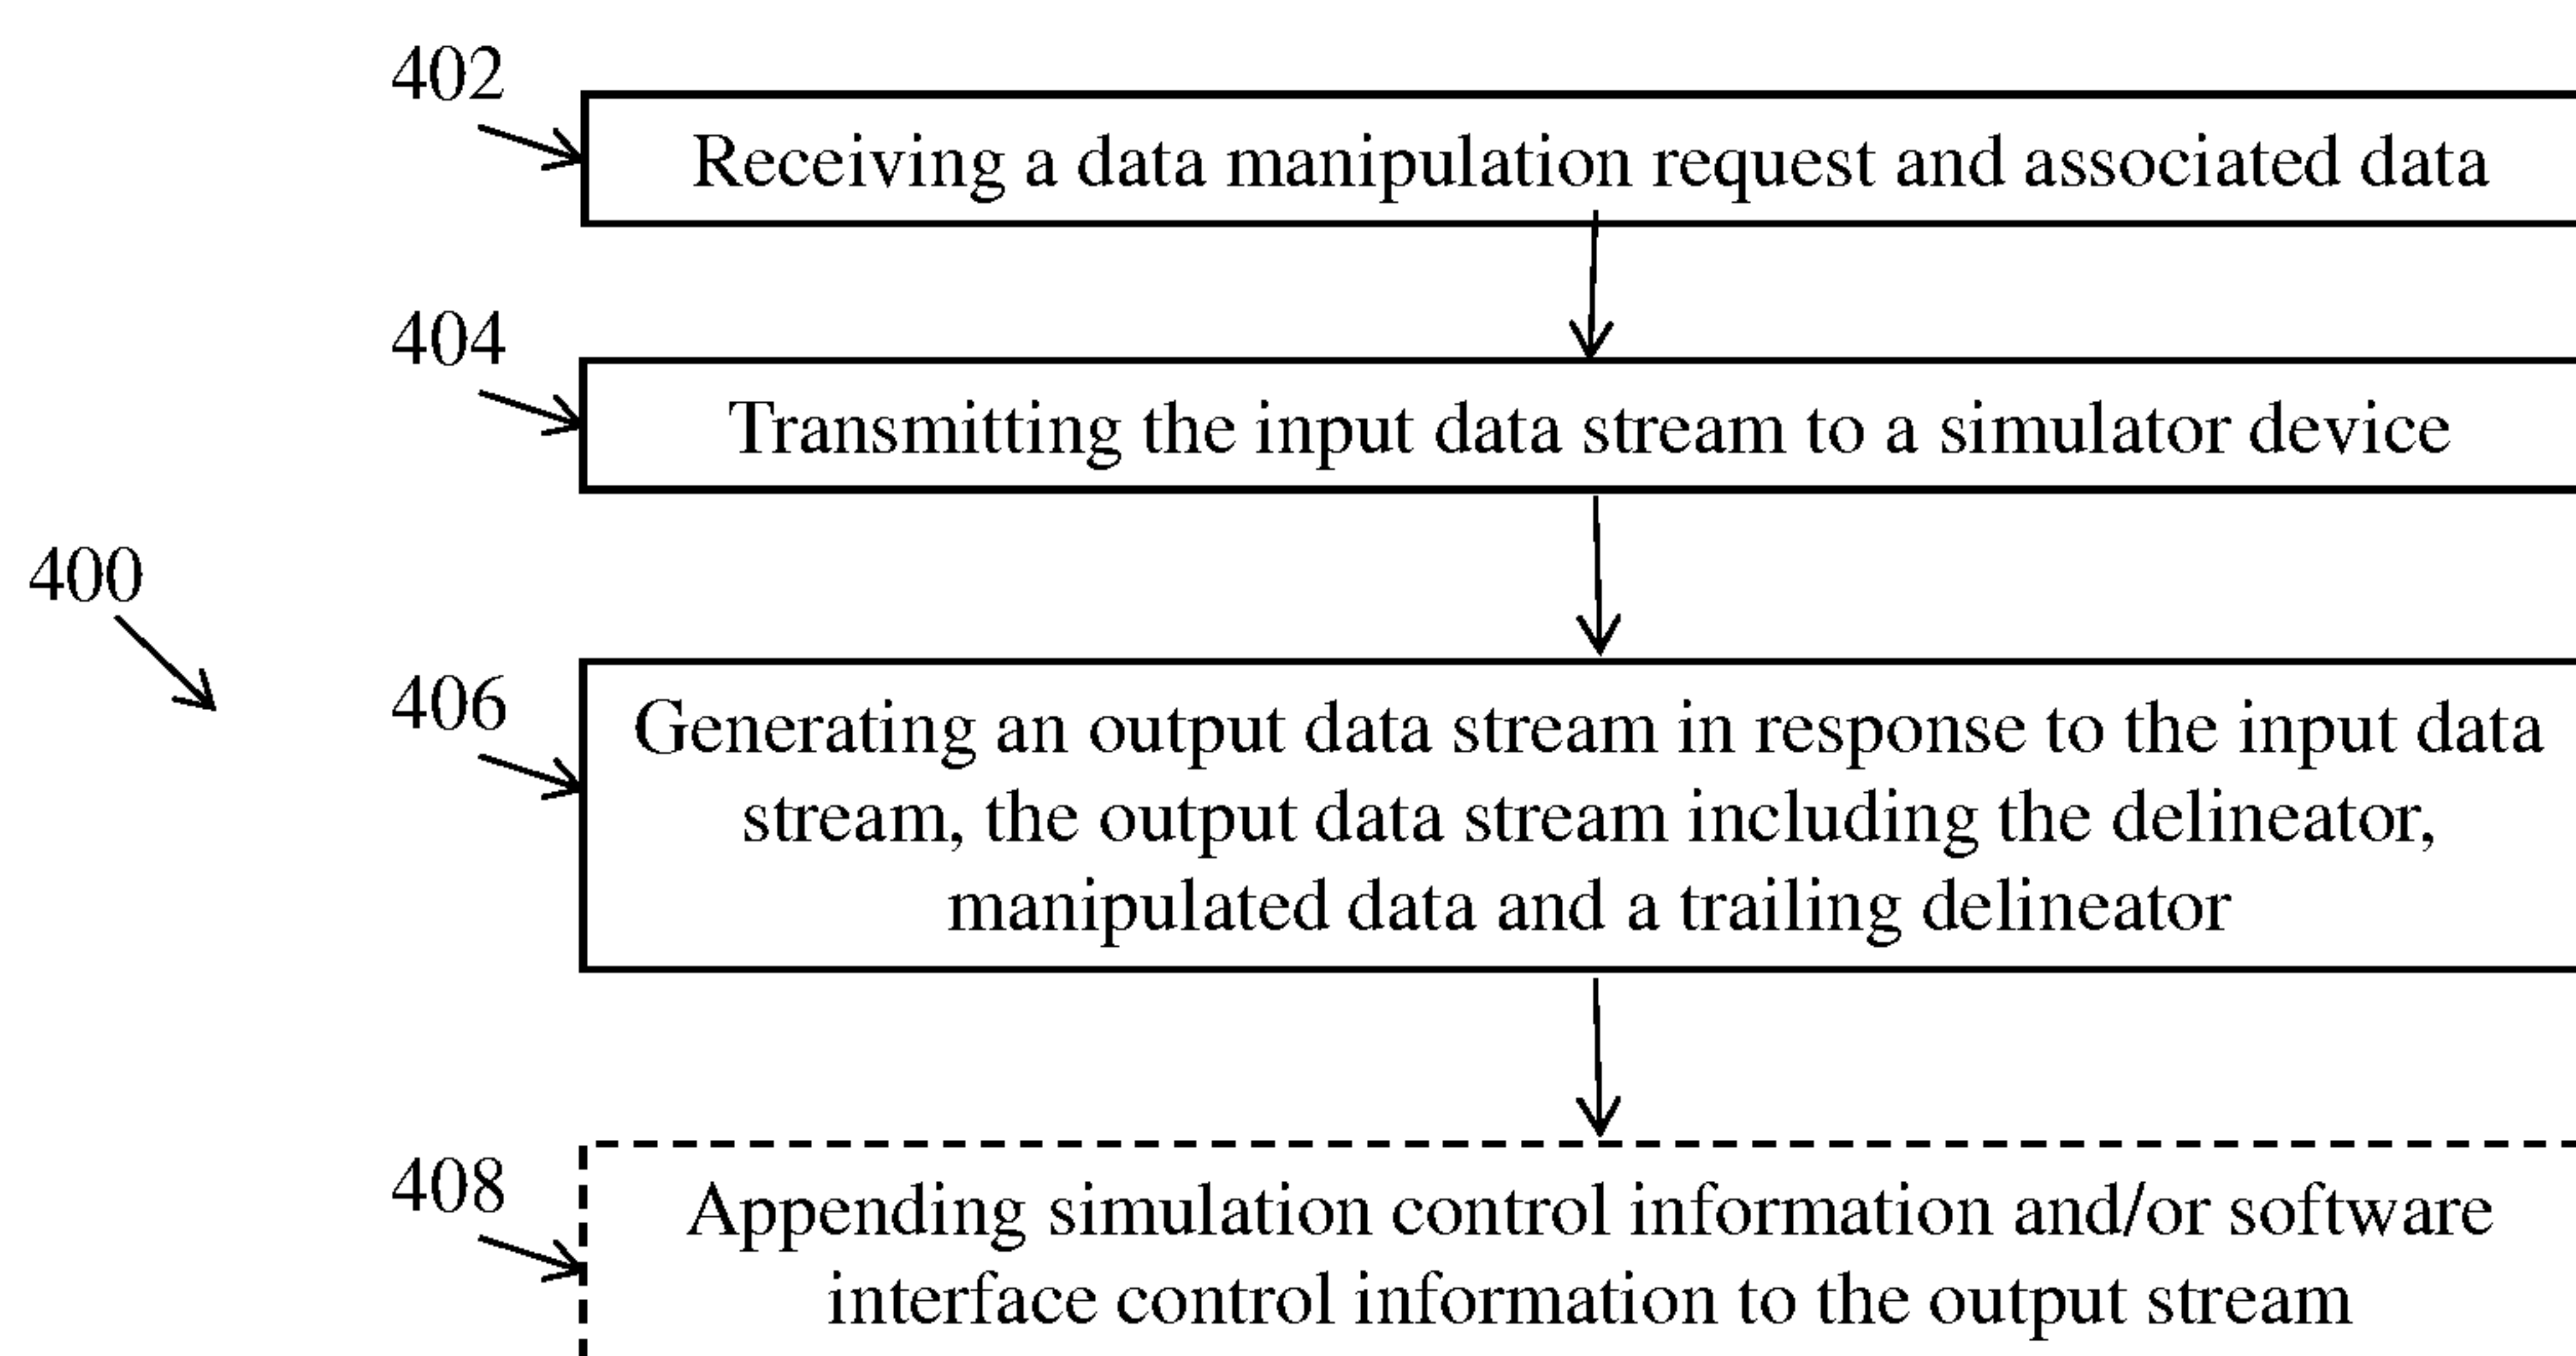 402
Receiving a data manipulation request and associated data
404
Transmitting the input data stream to a simulator device
400
406
Generating an output data stream in response to the input data
stream, the output data stream including the delineator,
manipulated data and a trailing delineator
408
Appending simulation control information and/or software
interface control information to the output stream